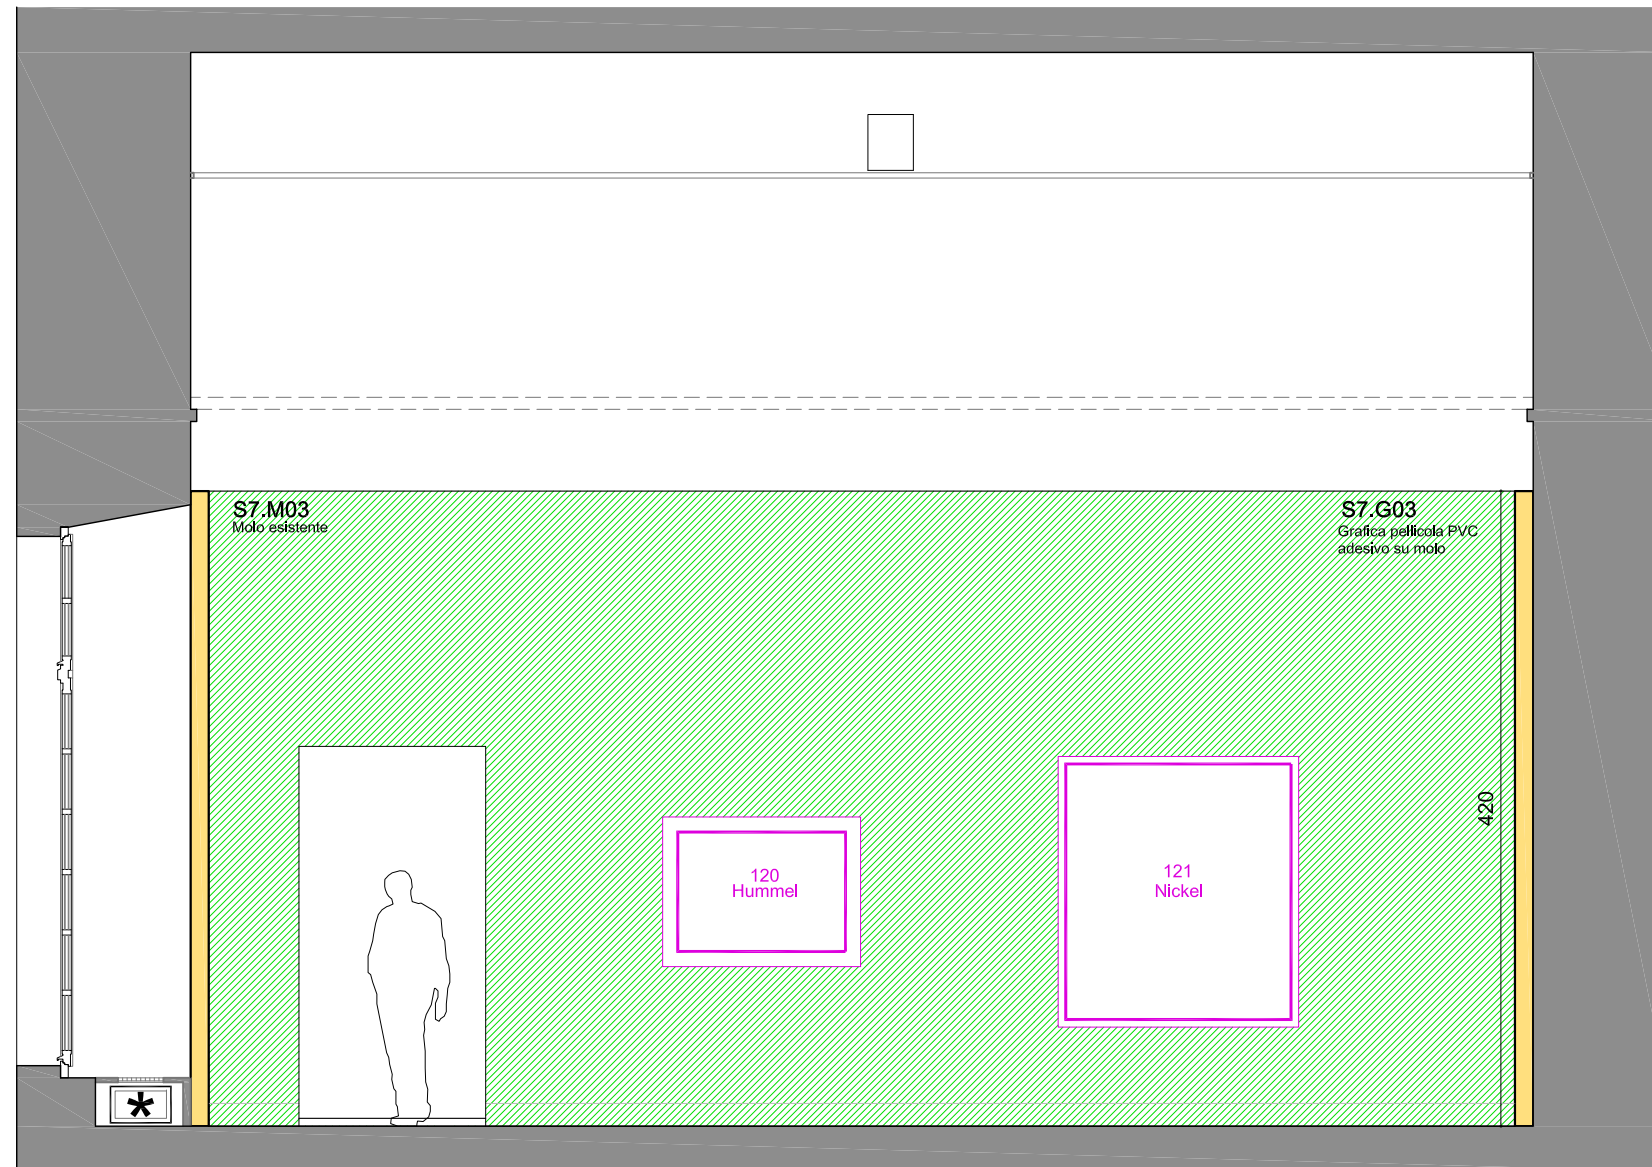 S7.M03
Molo esistente
S7.G03
Grafica pellicola PVC
adesivo su molo
420
120
Hummel
121
Nickel
*